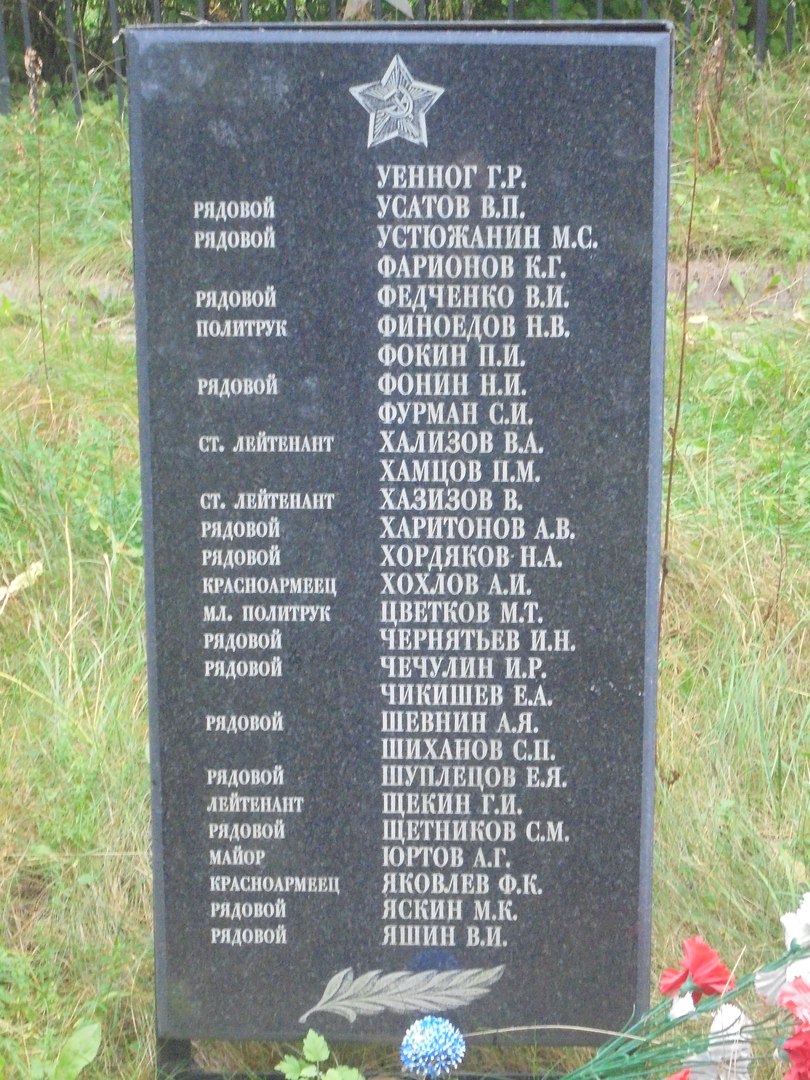 УЕННОГ Г.Р.
РЯДОВОЙ УСАТОВ В.П.
РЯДОВОЙ УСТЮЖАНИН М.С.
ФАРИОНОВ К.Г.
РЯДОВОЙ ФЕДЧЕНКО В.И.
ПОЛИТРУК ФИНОЕДОВ Н.В.
ФОКИН П.И.
РЯДОВОЙ ФОНИН Н.И.
ФУРМАН С.И.
СТ. ЛЕЙТЕНАНТ ХАЛИЗОВ В.А.
ХАМЦОВ П.М.
СТ. ЛЕЙТЕНАНТ ХАЗИЗОВ В.
РЯДОВОЙ ХАРИТОНОВ А.В.
РЯДОВОЙ ХОРДЯКОВ Н.А.
КРАСНОАРМЕЕЦ ХОХЛОВ А.И.
МЛ. ПОЛИТРУК ЦВЕТКОВ М.Т.
РЯДОВОЙ ЧЕРНЯТЬЕВ И.Н.
РЯДОВОЙ ЧЕЧУЛИН И.Р.
ЧИКИШЕВ Е.А.
РЯДОВОЙ ШЕВНИН А.Я.
ШИХАНОВ С.П.
РЯДОВОЙ ШУПЛЕЦОВ Е.Я.
ЛЕЙТЕНАНТ ЩЕКИН Г.И.
РЯДОВОЙ ЩЕТНИКОВ С.М.
МАЙОР ЮРТОВ А.Г.
КРАСНОАРМЕЕЦ ЯКОВЛЕВ Ф.К.
РЯДОВОЙ ЯСКИН М.К.
РЯДОВОЙ ЯШИН В.И.